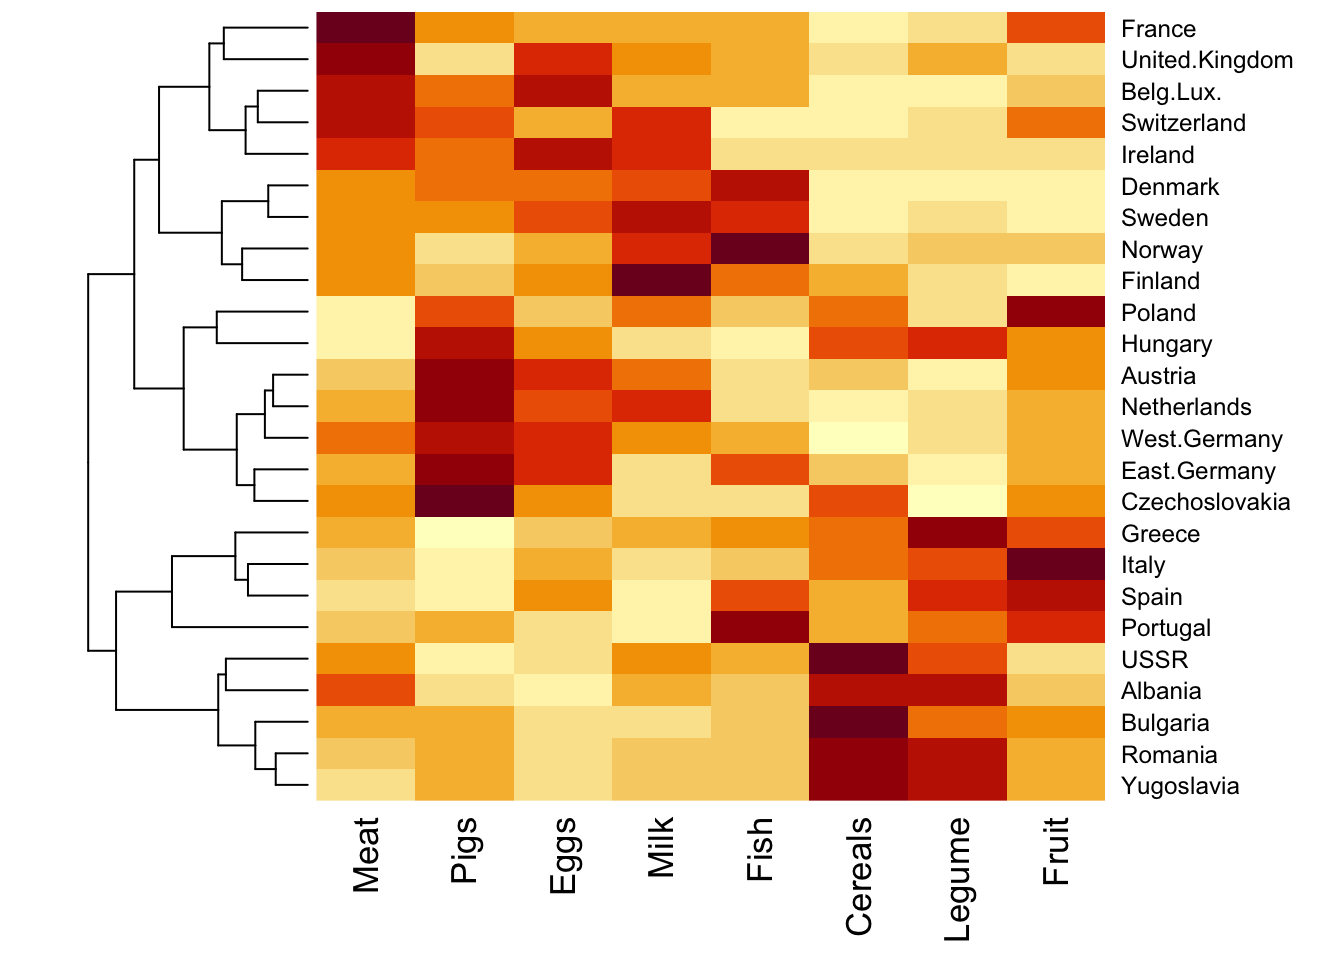 France
United.Kingdom
Belg.Lux.
Switzerland
Ireland
Denmark
Sweden
Norway
Finland
Poland
Hungary
Austria
Netherlands
West.Germany
East.Germany
Czechoslovakia
Greece
Italy
Spain
Portugal
USSR
Albania
Bulgaria
Romania
Yugoslavia
Meat
Pigs
Eggs
Milk
Fish
Cereals
Legume
Fruit